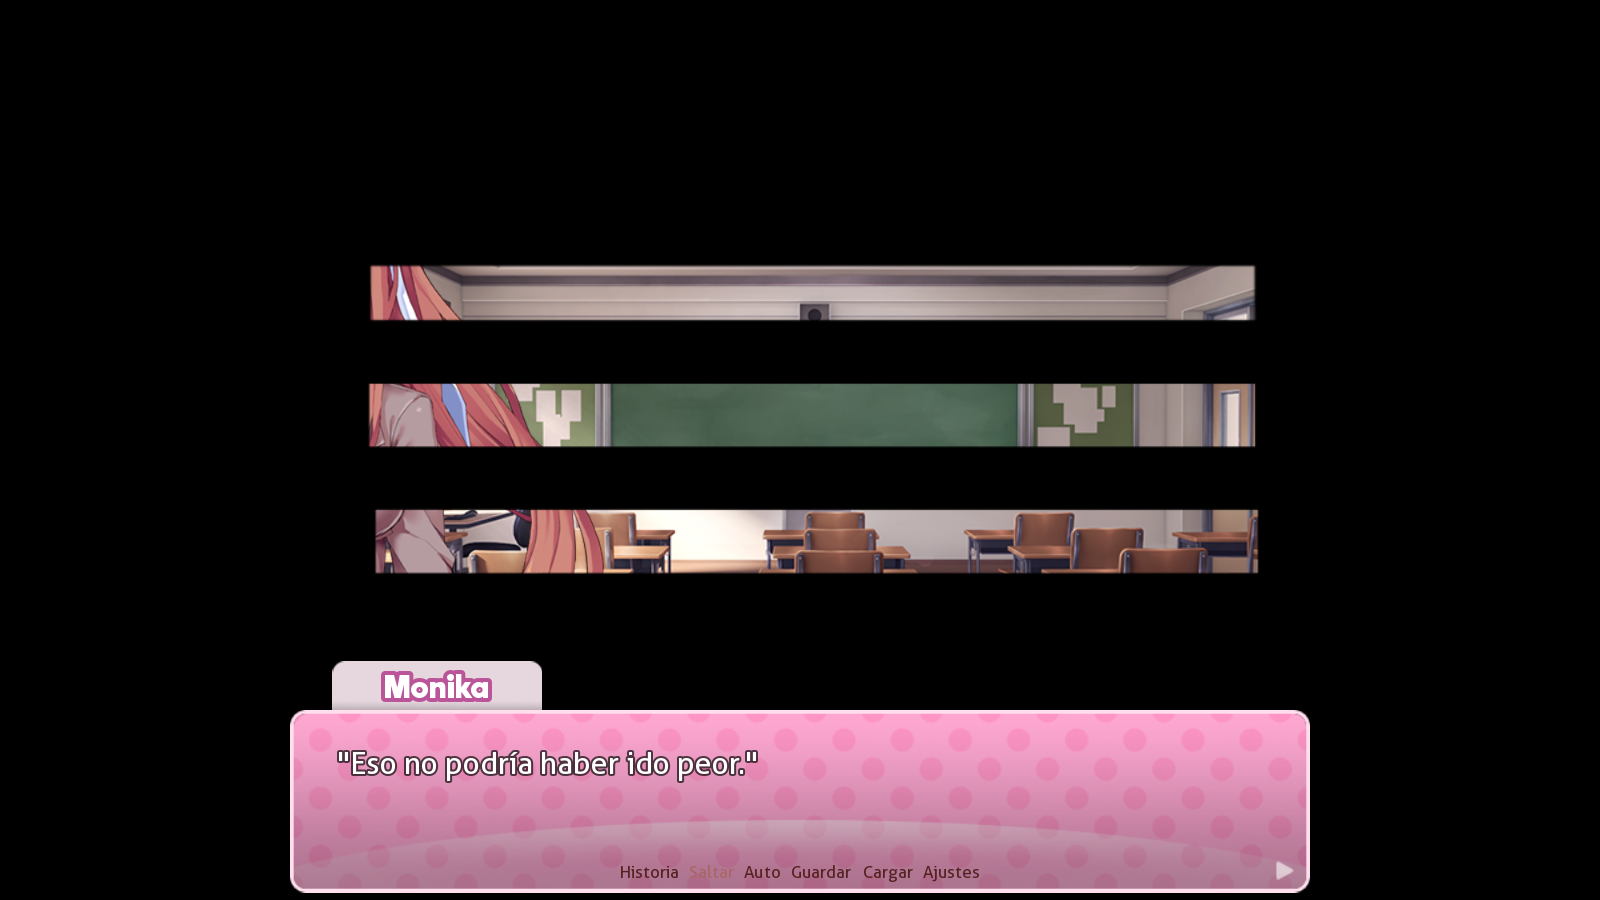 Monika
"Eso no podría haber ido peor."
Historia Saltar Auto Guardar Cargar Ajustes